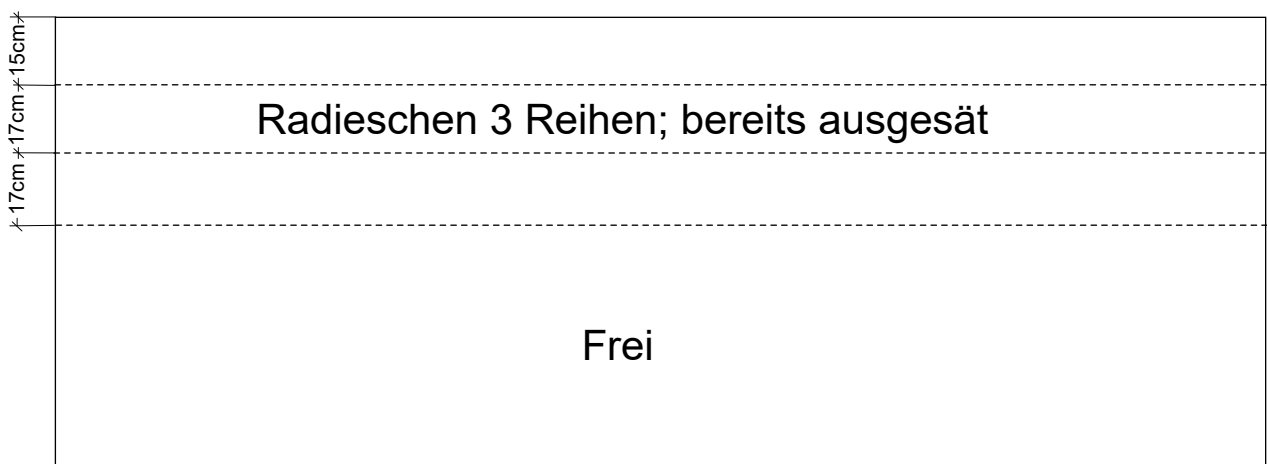 15cm
17cm
Radieschen 3 Reihen; bereits ausgesät
17cm
Frei